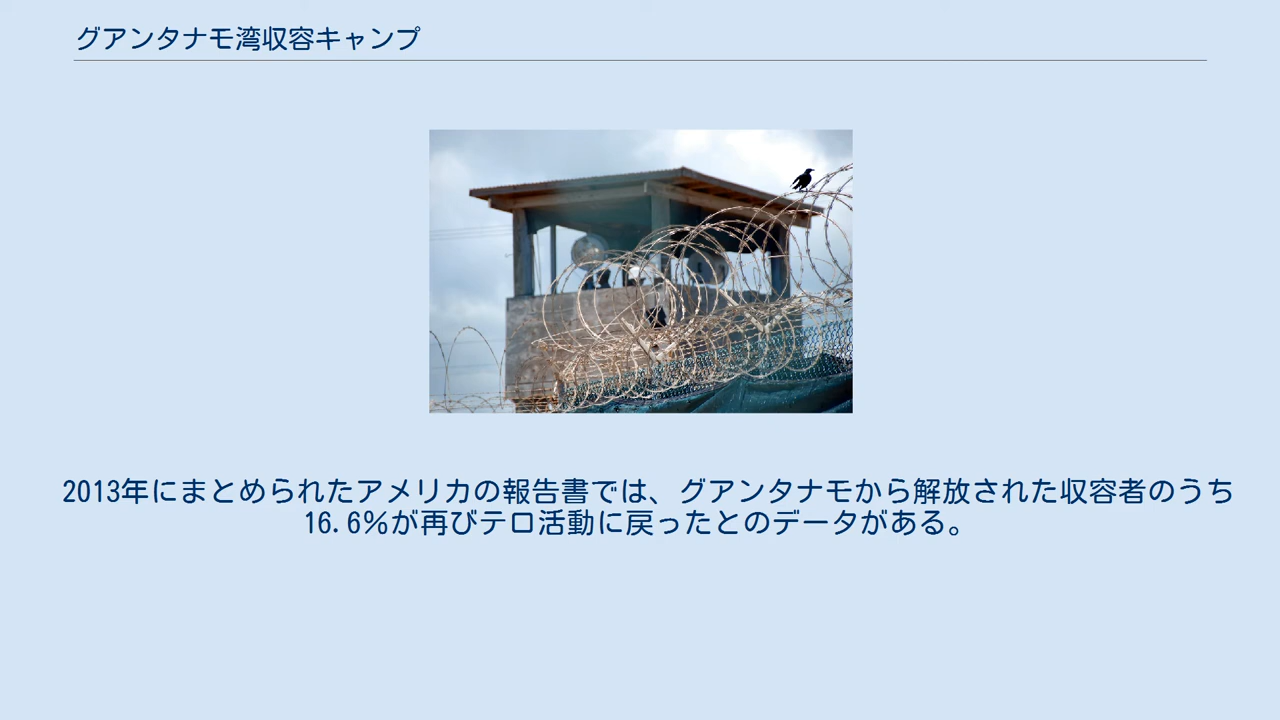 グアンタナモ湾収容キャンプ
2013年にまとめられたアメリカの報告書では、グアンタナモから解放された収容者のうち
16.6%が再びテロ活動に戻ったとのデータがある。